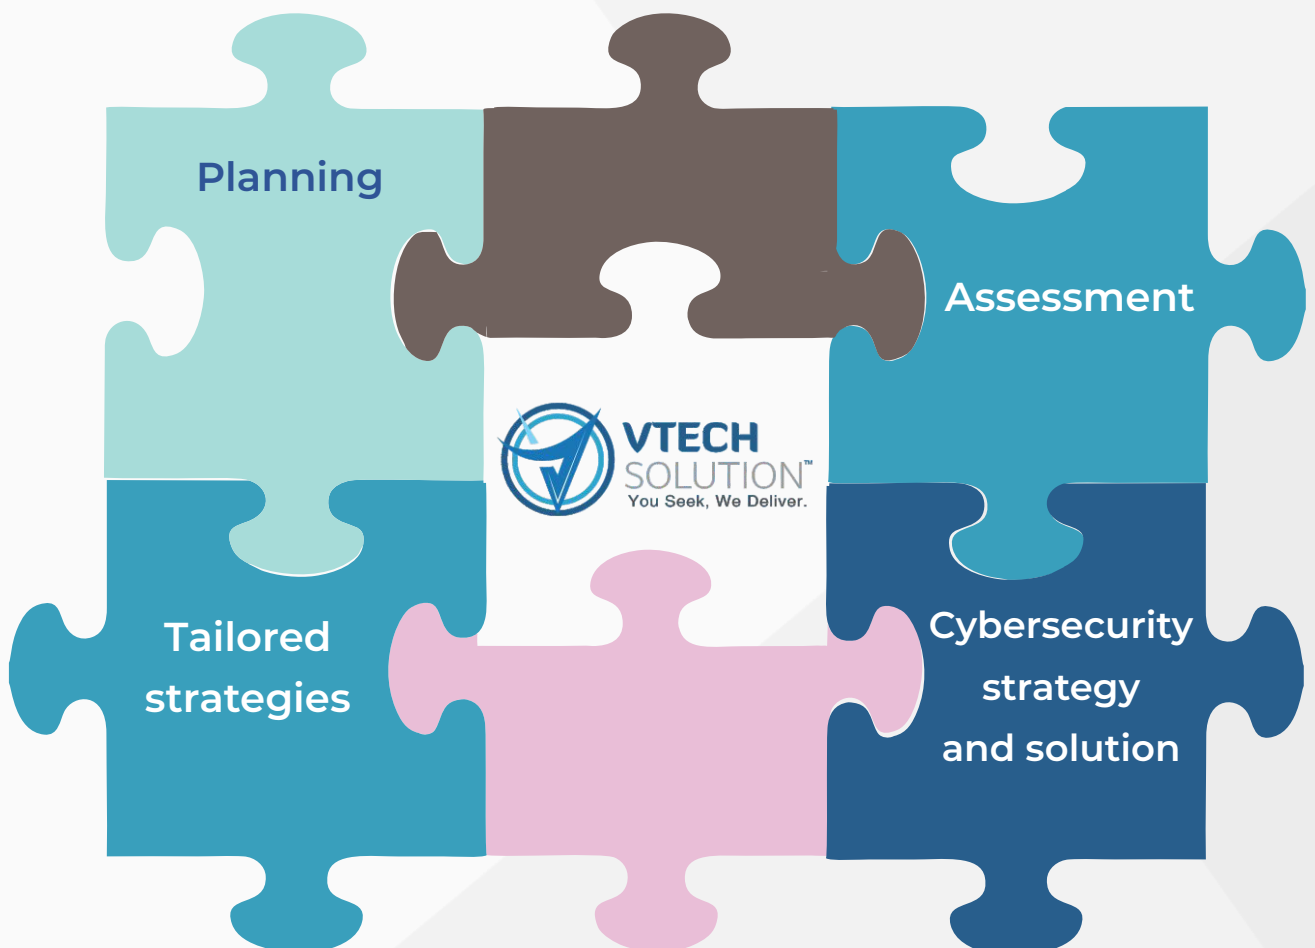 Planning
Assessment
VTECH
SOLUTION™
You Seek, We Deliver.
Tailored
strategies
Cybersecurity
strategy
and solution